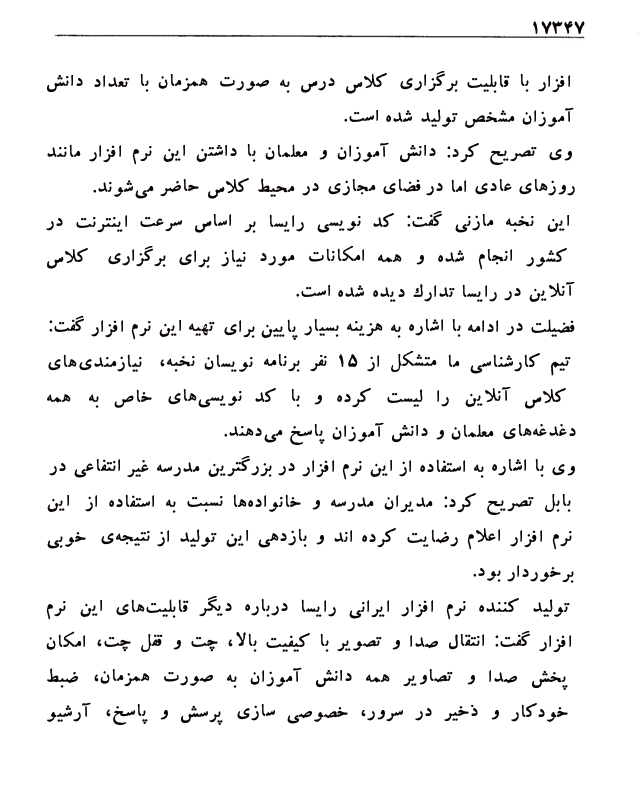 ۱۷۳۴۷
افزار با قابلیت برگزاری کلاس درس به صورت همزمان با تعداد دانش
آموزان مشخص تولید شده است.
وی تصریح کرد: دانش آموزان و معلمان با داشتن این نرم افزار مانند
روزهای عادی اما در فضای مجازی در محیط کلاس حاضر می‌شوند.
این نخبه مازنی گفت: کد نویسی رایسا بر اساس سرعت اینترنت در
کشور انجام شده و همه امکانات مورد نیاز برای برگزاری کلاس
آنلاین در رایسا تدارك دیده شده است.
فضیلت در ادامه با اشاره به هزینه بسیار پایین برای تهیه این نرم افزار گفت:
تیم کارشناسی ما متشکل از ۱۵ نفر برنامه نویسان نخبه، نیازمندی‌های
کلاس آنلاین را لیست کرده و با کد نویسی‌های خاص به همه
دغدغه‌های معلمان و دانش آموزان پاسخ می‌دهند.
وی با اشاره به استفاده از این نرم افزار در بزرگترین مدرسه غیر انتفاعی در
بابل تصریح کرد: مدیران مدرسه و خانواده‌ها نسبت به استفاده از این
نرم افزار اعلام رضایت کرده اند و بازدهی این تولید از نتیجه‌ی خوبی
برخوردار بود.
تولید کننده نرم افزار ایرانی رایسا درباره دیگر قابلیت‌های این نرم
افزار گفت: انتقال صدا و تصویر با کیفیت بالا، چت و قفل چت، امکان
پخش صدا و تصاویر همه دانش آموزان به صورت همزمان، ضبط
خودکار و ذخیر در سرور، خصوصی سازی پرسش و پاسخ، آرشیو